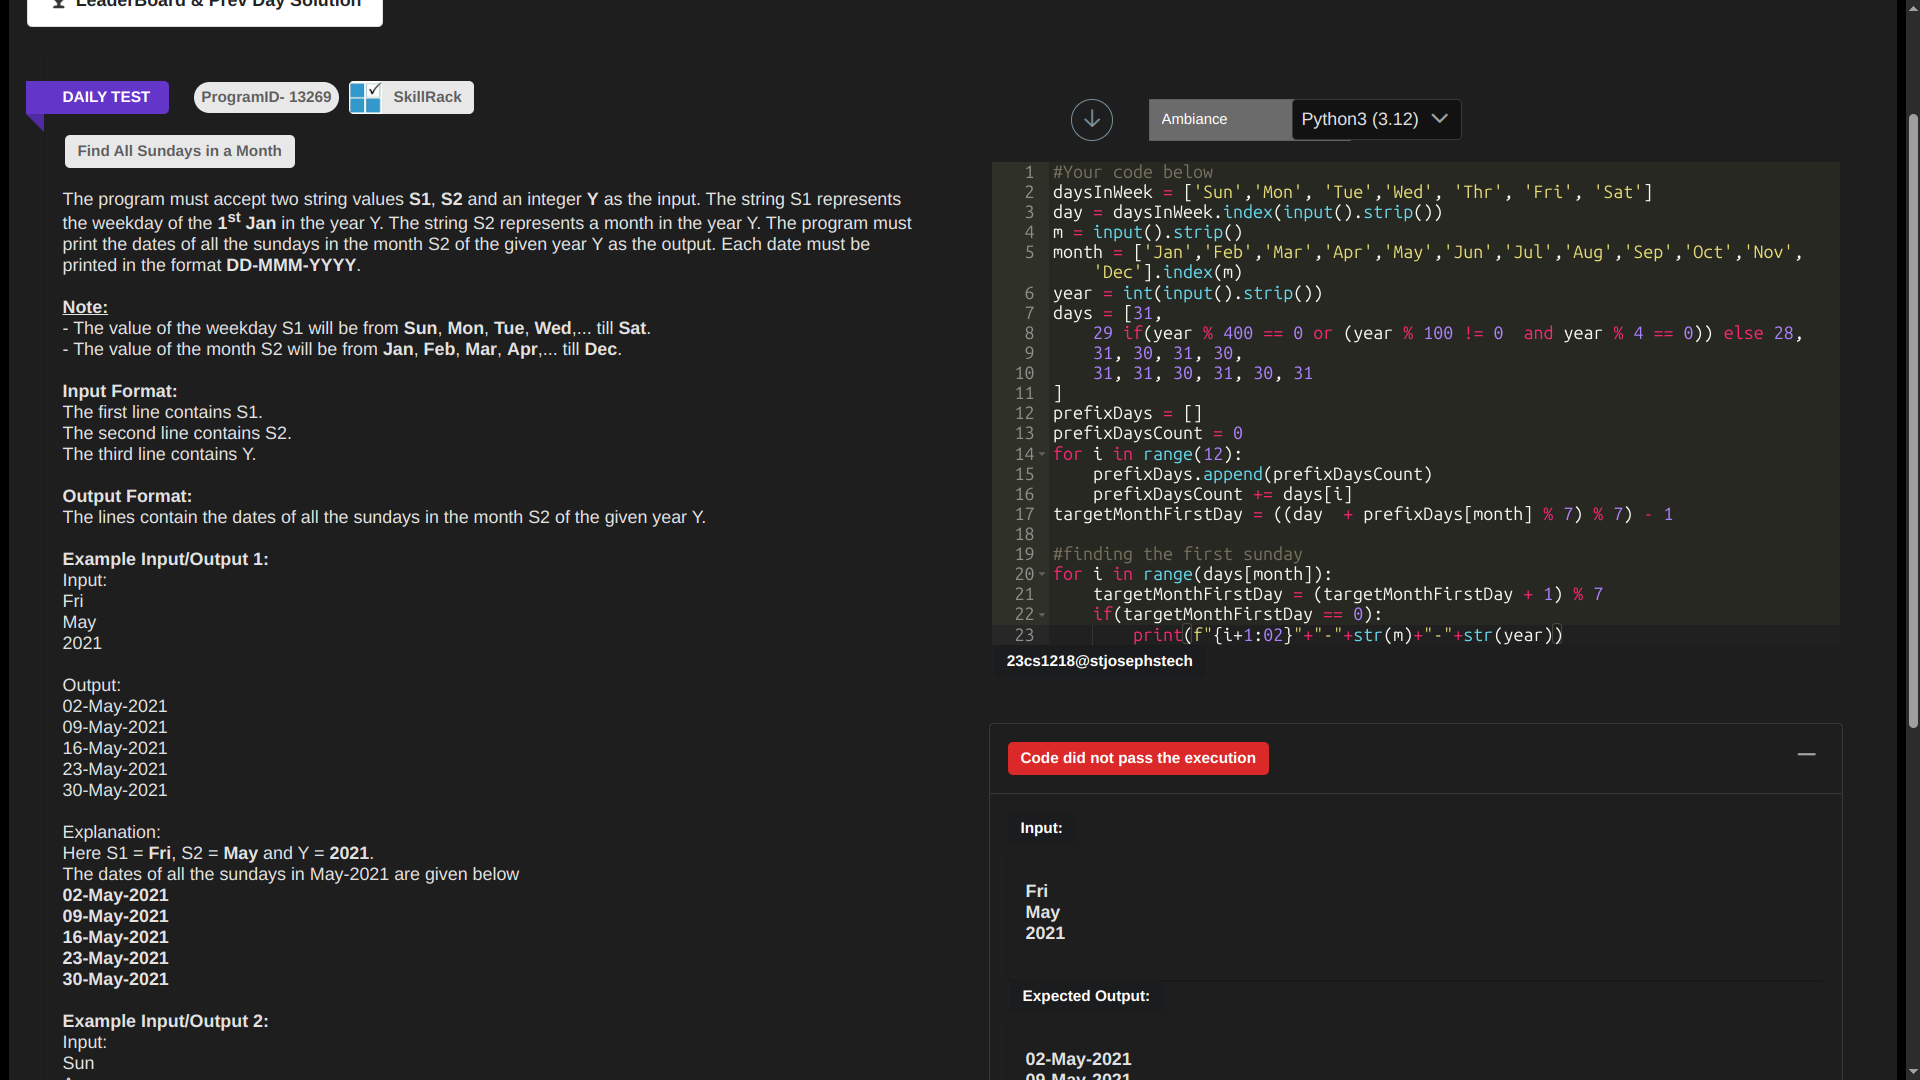 LeaderBoard & Prev Day Solution
DAILY TEST
ProgramID- 13269
SkillRack
Find All Sundays in a Month
The program must accept two string values S1, S2 and an integer Y as the input. The string S1 represents
the weekday of the 1st Jan in the year Y. The string S2 represents a month in the year Y. The program must
print the dates of all the sundays in the month S2 of the given year Y as the output. Each date must be
printed in the format DD-MMM-YYYY.
Note:
- The value of the weekday S1 will be from Sun, Mon, Tue, Wed,... till Sat.
- The value of the month S2 will be from Jan, Feb, Mar, Apr,... till Dec.
Input Format:
The first line contains S1.
The second line contains S2.
The third line contains Y.
Output Format:
The lines contain the dates of all the sundays in the month S2 of the given year Y.
Example Input/Output 1:
Input:
Fri
May
2021
Output:
02-May-2021
09-May-2021
16-May-2021
23-May-2021
30-May-2021
Explanation:
Here S1 = Fri, S2 = May and Y = 2021.
The dates of all the sundays in May-2021 are given below
02-May-2021
09-May-2021
16-May-2021
23-May-2021
30-May-2021
Example Input/Output 2:
Input:
Sun
Ambiance
Python3 (3.12)
1 #Your code below
2 daysInWeek = ['Sun','Mon', 'Tue','Wed', 'Thr', 'Fri', 'Sat']
3 day = daysInWeek.index(input().strip())
4 m = input().strip()
5 month = ['Jan','Feb','Mar','Apr','May','Jun','Jul','Aug','Sep','Oct','Nov',
'Dec'].index(m)
6 year = int(input().strip())
7 days = [31,
8 29 if(year % 400 == 0 or (year % 100 != 0  and year % 4 == 0)) else 28,
9 31, 30, 31, 30,
10 31, 31, 30, 31, 30, 31
11 ]
12 prefixDays = []
13 prefixDaysCount = 0
14 for i in range(12):
15 prefixDays.append(prefixDaysCount)
16 prefixDaysCount += days[i]
17 targetMonthFirstDay = ((day  + prefixDays[month] % 7) % 7) - 1
18
19 #finding the first sunday
20 for i in range(days[month]):
21 targetMonthFirstDay = (targetMonthFirstDay + 1) % 7
22 if(targetMonthFirstDay == 0):
23 print(f"{i+1:02}"+"-"+str(m)+"-"+str(year))
23cs1218@stjosephstech
Code did not pass the execution
Input:
Fri
May
2021
Expected Output:
02-May-2021
09-May-2021